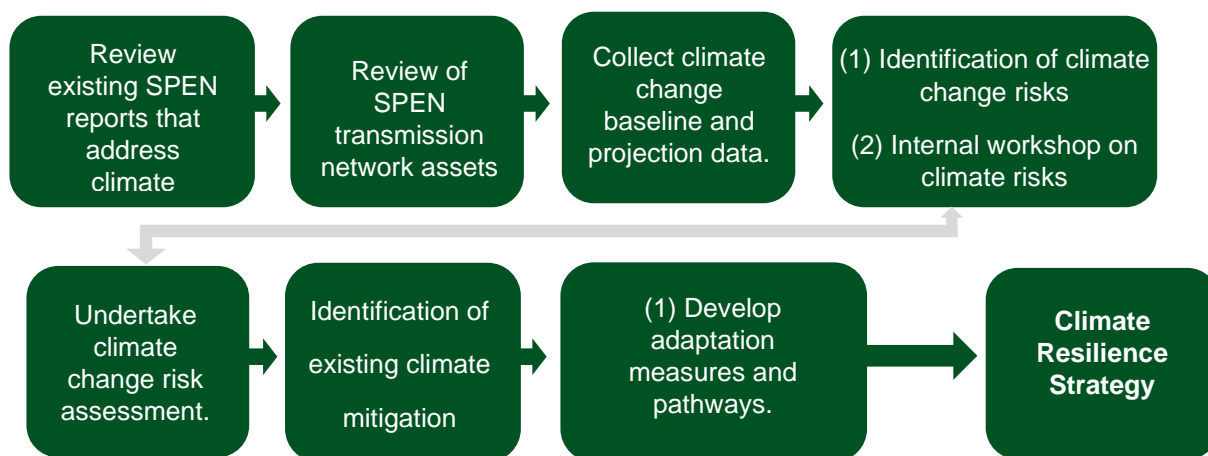 Review
existing SPEN
reports that
address
climate
Review of
SPEN
transmission
network assets
Collect climate
change
baseline and
projection data.
(1) Identification of climate
change risks
(2) Internal workshop on
climate risks
Undertake
climate
change risk
assessment.
Identification of
existing climate
mitigation
(1) Develop
adaptation
measures and
pathways.
Climate
Resilience
Strategy